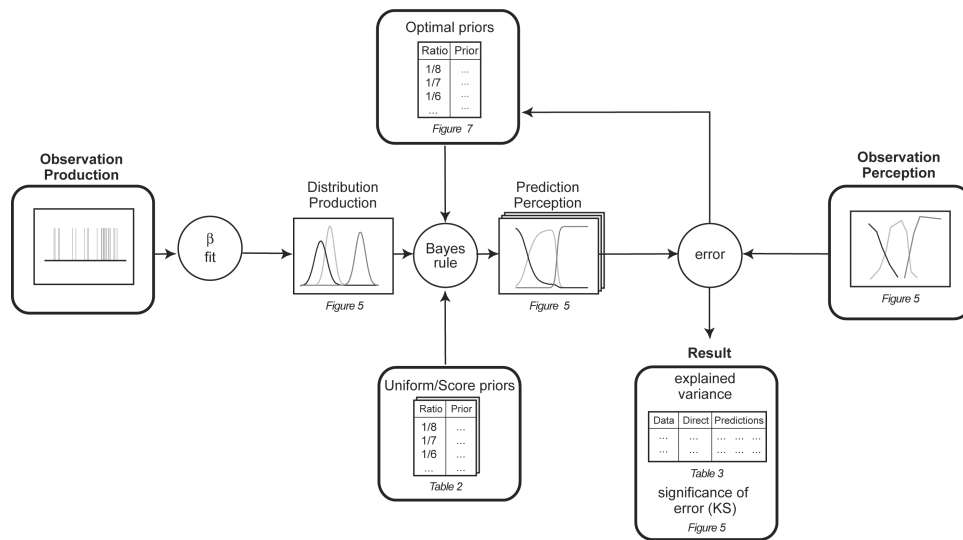 Optimal priors
Ratio Prior
1/8 ...
1/7 ...
1/6 ...
... ...
Figure 7
Observation
Production
β
fit
Distribution
Production
Figure 5
Bayes
rule
Prediction
Perception
Figure 5
error
Observation
Perception
Figure 5
Uniform/Score priors
Ratio Prior
1/8 ...
1/7 ...
1/6 ...
... ...
Table 2
Result
explained
variance
Data Direct Predictions
... ... ... ... ...
... ... ... ... ...
Table 3
significance of
error (KS)
Figure 5